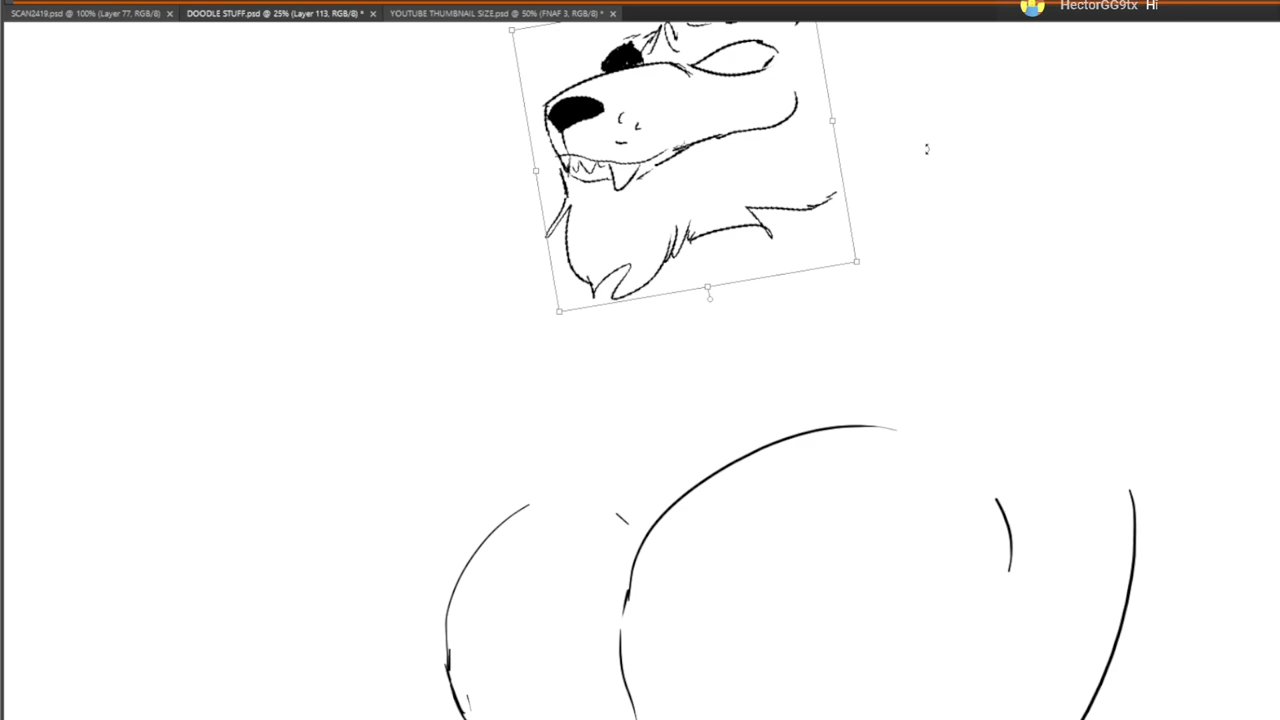 HectorGG9tx Hi
SCAN2419.psd @ 100% (Layer 77, RGB/8) × DOODLE STUFF.psd @ 25% (Layer 113, RGB/8) * × YOUTUBE THUMBNAIL SIZE.psd @ 50% (FNAF 3, RGB/8) * ×